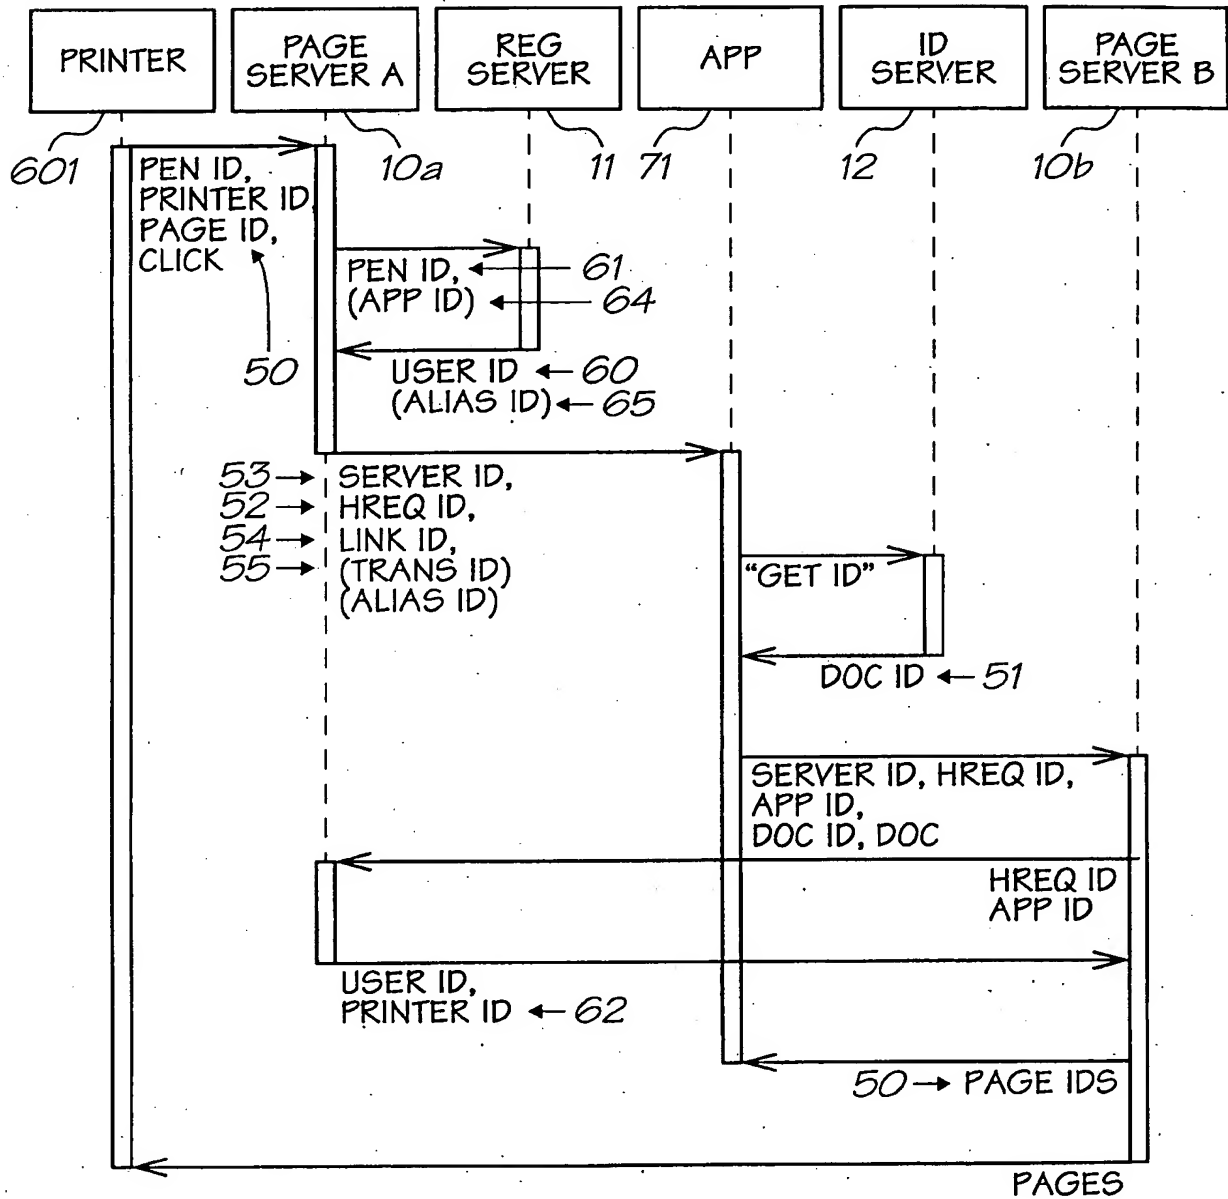 PRINTER
PAGE
SERVER A
REG
SERVER
APP
ID
SERVER
PAGE
SERVER B
601
10a
11
71
12
10b
PEN ID,
PRINTER ID,
PAGE ID,
CLICK
50
PEN ID, 61
(APP ID) 64
USER ID 60
(ALIAS ID) 65
53 SERVER ID,
52 HREQ ID,
54 LINK ID,
55 (TRANS ID)
(ALIAS ID)
"GET ID"
DOC ID 51
SERVER ID, HREQ ID,
APP ID,
DOC ID, DOC
HREQ ID
APP ID
USER ID,
PRINTER ID 62
50 PAGE IDS
PAGES